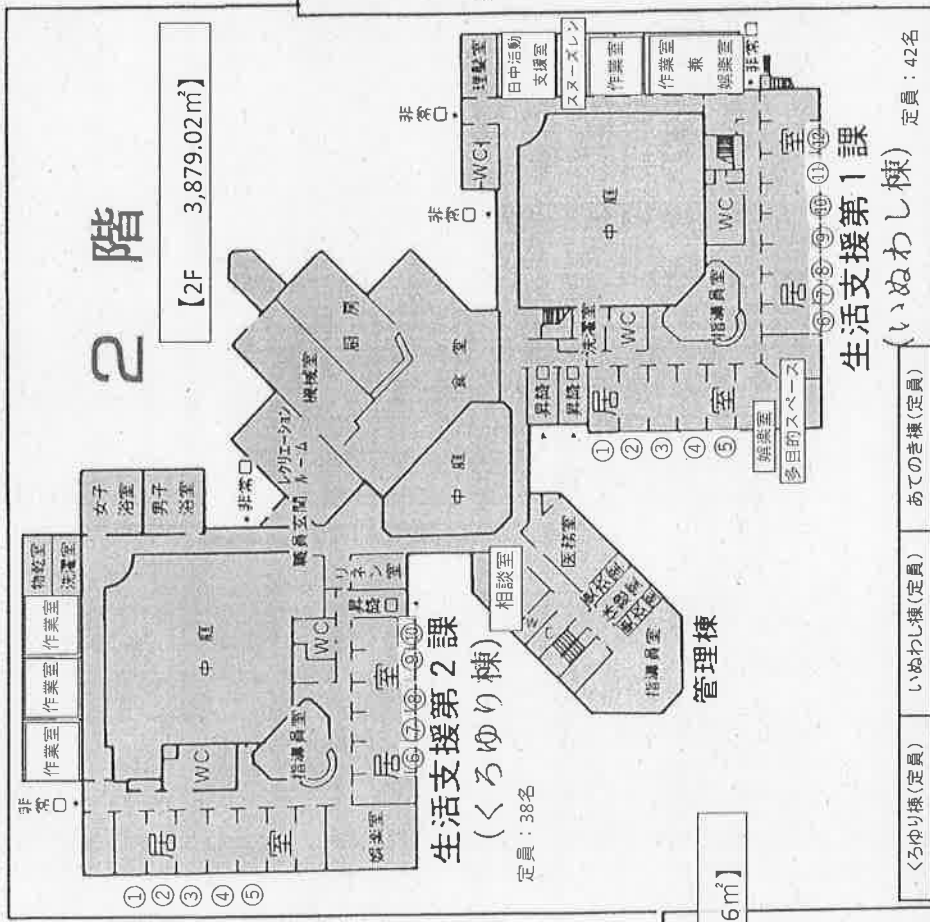 2 階
【2F 3,879.02m²】
物乾室
洗濯室
作業室
作業室
作業室
女子
浴室
男子
浴室
非常
中庭
WC
指導員室
WC
居室
①
②
③
④
⑤
娯楽室
居室
⑥⑦⑧⑨⑩
昇降
リネン室
職員玄関
非常
レクリエーション
ルーム
機械室
厨房
食堂
中庭
生活支援第2課
(くろゆり棟)
定員：38名
相談室
医務室
指導員室
管理棟
非常
非常
WC
理髪室
日中活動
支援室
スヌーズレン
作業室
作業室
兼
娯楽室
非常
中庭
洗濯室
WC
WC
指導員室
昇降
昇降
居室
①
②
③
④
⑤
娯楽室
多目的スペース
居室
⑥⑦⑧⑨⑩⑪⑫
生活支援第1課
(いぬわし棟)
定員：42名
6m²】
くろゆり棟(定員)
いぬわし棟(定員)
あてのき棟(定員)